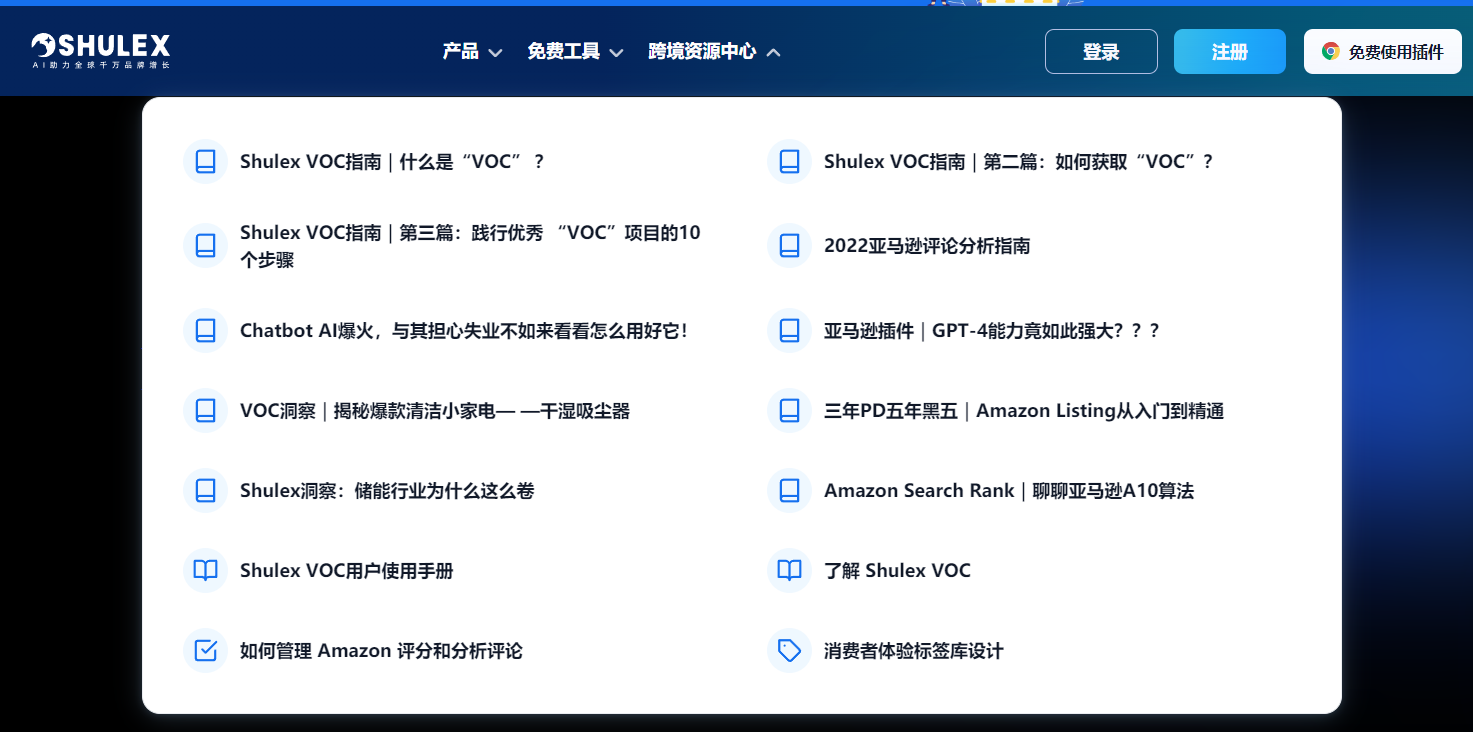 SHULEX
AI助力全球千万品牌增长
产品
免费工具
跨境资源中心
登录
注册
免费使用插件
Shulex VOC指南 | 什么是“VOC” ？
Shulex VOC指南 | 第二篇：如何获取“VOC”？
Shulex VOC指南 | 第三篇：践行优秀 “VOC”项目的10
个步骤
2022亚马逊评论分析指南
Chatbot AI爆火，与其担心失业不如来看看怎么用好它！
亚马逊插件 | GPT-4能力竟如此强大？？？
VOC洞察 | 揭秘爆款清洁小家电— —干湿吸尘器
三年PD五年黑五 | Amazon Listing从入门到精通
Shulex洞察：储能行业为什么这么卷
Amazon Search Rank | 聊聊亚马逊A10算法
Shulex VOC用户使用手册
了解 Shulex VOC
如何管理 Amazon 评分和分析评论
消费者体验标签库设计